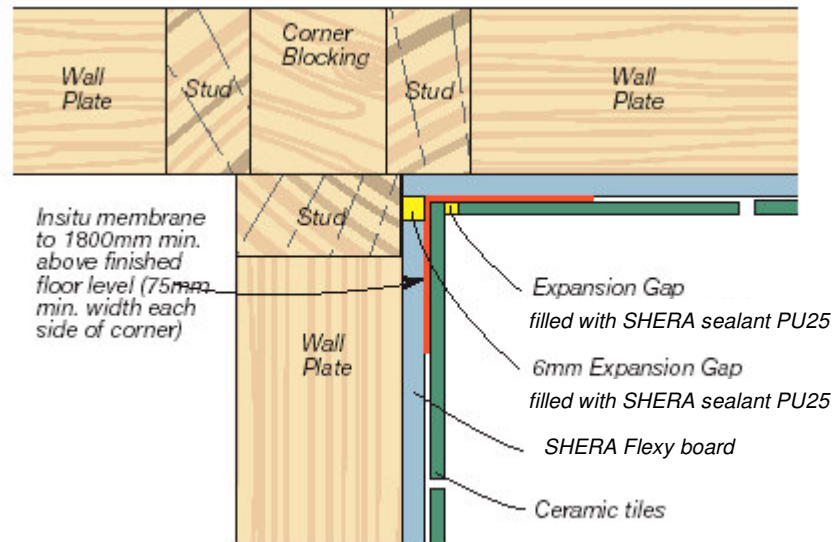 Corner
Blocking
Wall
Plate
Stud
Stud
Wall
Plate
Insitu membrane
to 1800mm min.
above finished
floor level (75mm
min. width each
side of corner)
Stud
Wall
Plate
Expansion Gap
filled with SHERA sealant PU25
6mm Expansion Gap
filled with SHERA sealant PU25
SHERA Flexy board
Ceramic tiles